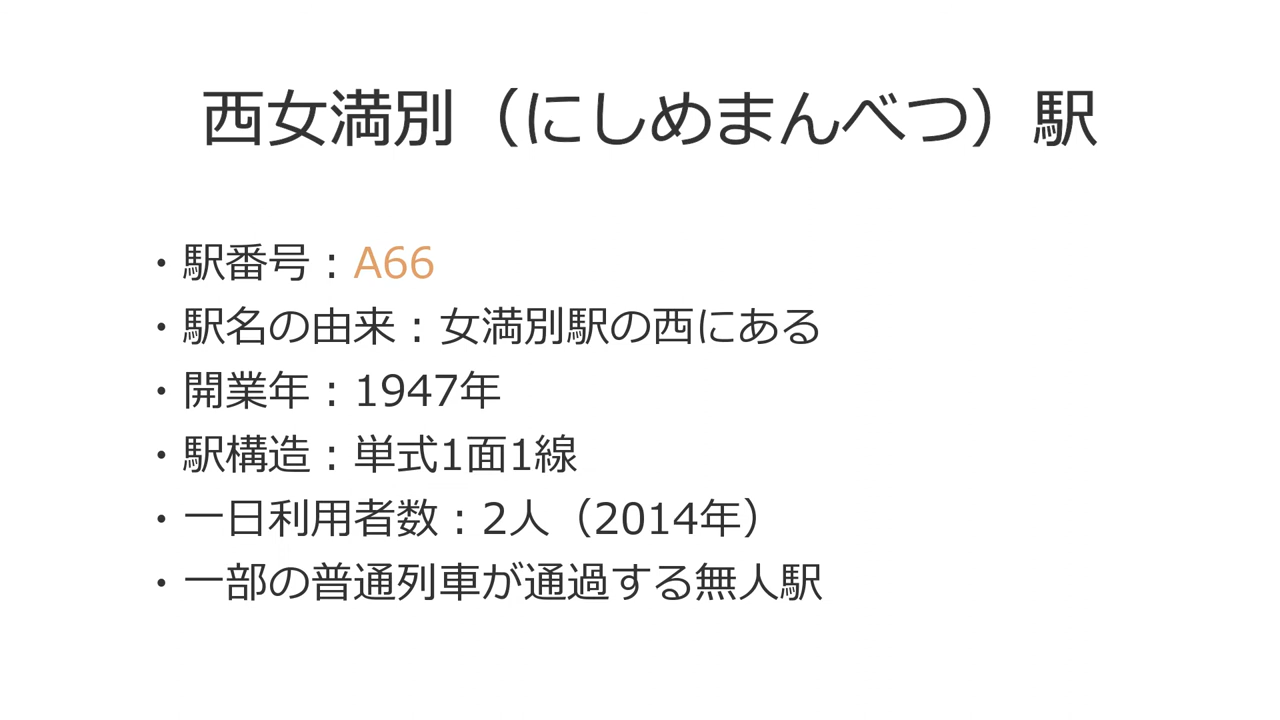 西女満別（にしめまんべつ）駅
・駅番号：A66
・駅名の由来：女満別駅の西にある
・開業年：1947年
・駅構造：単式1面1線
・一日利用者数：2人（2014年）
・一部の普通列車が通過する無人駅